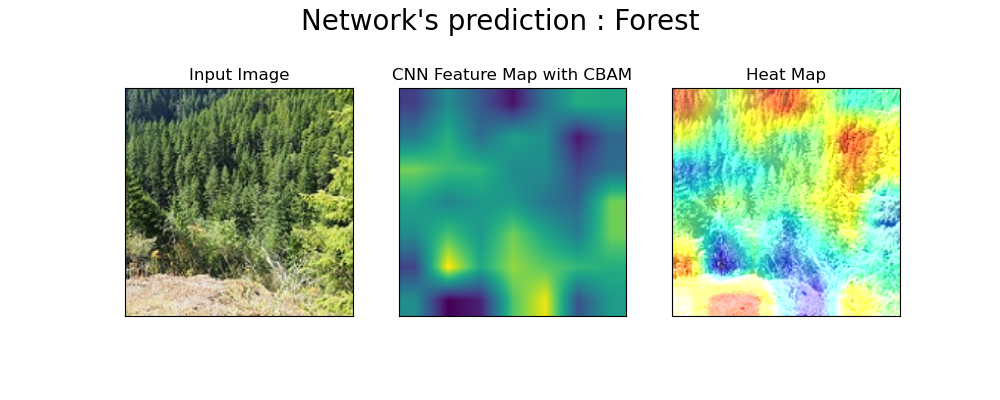 Network's prediction : Forest
Input Image
CNN Feature Map with CBAM
Heat Map